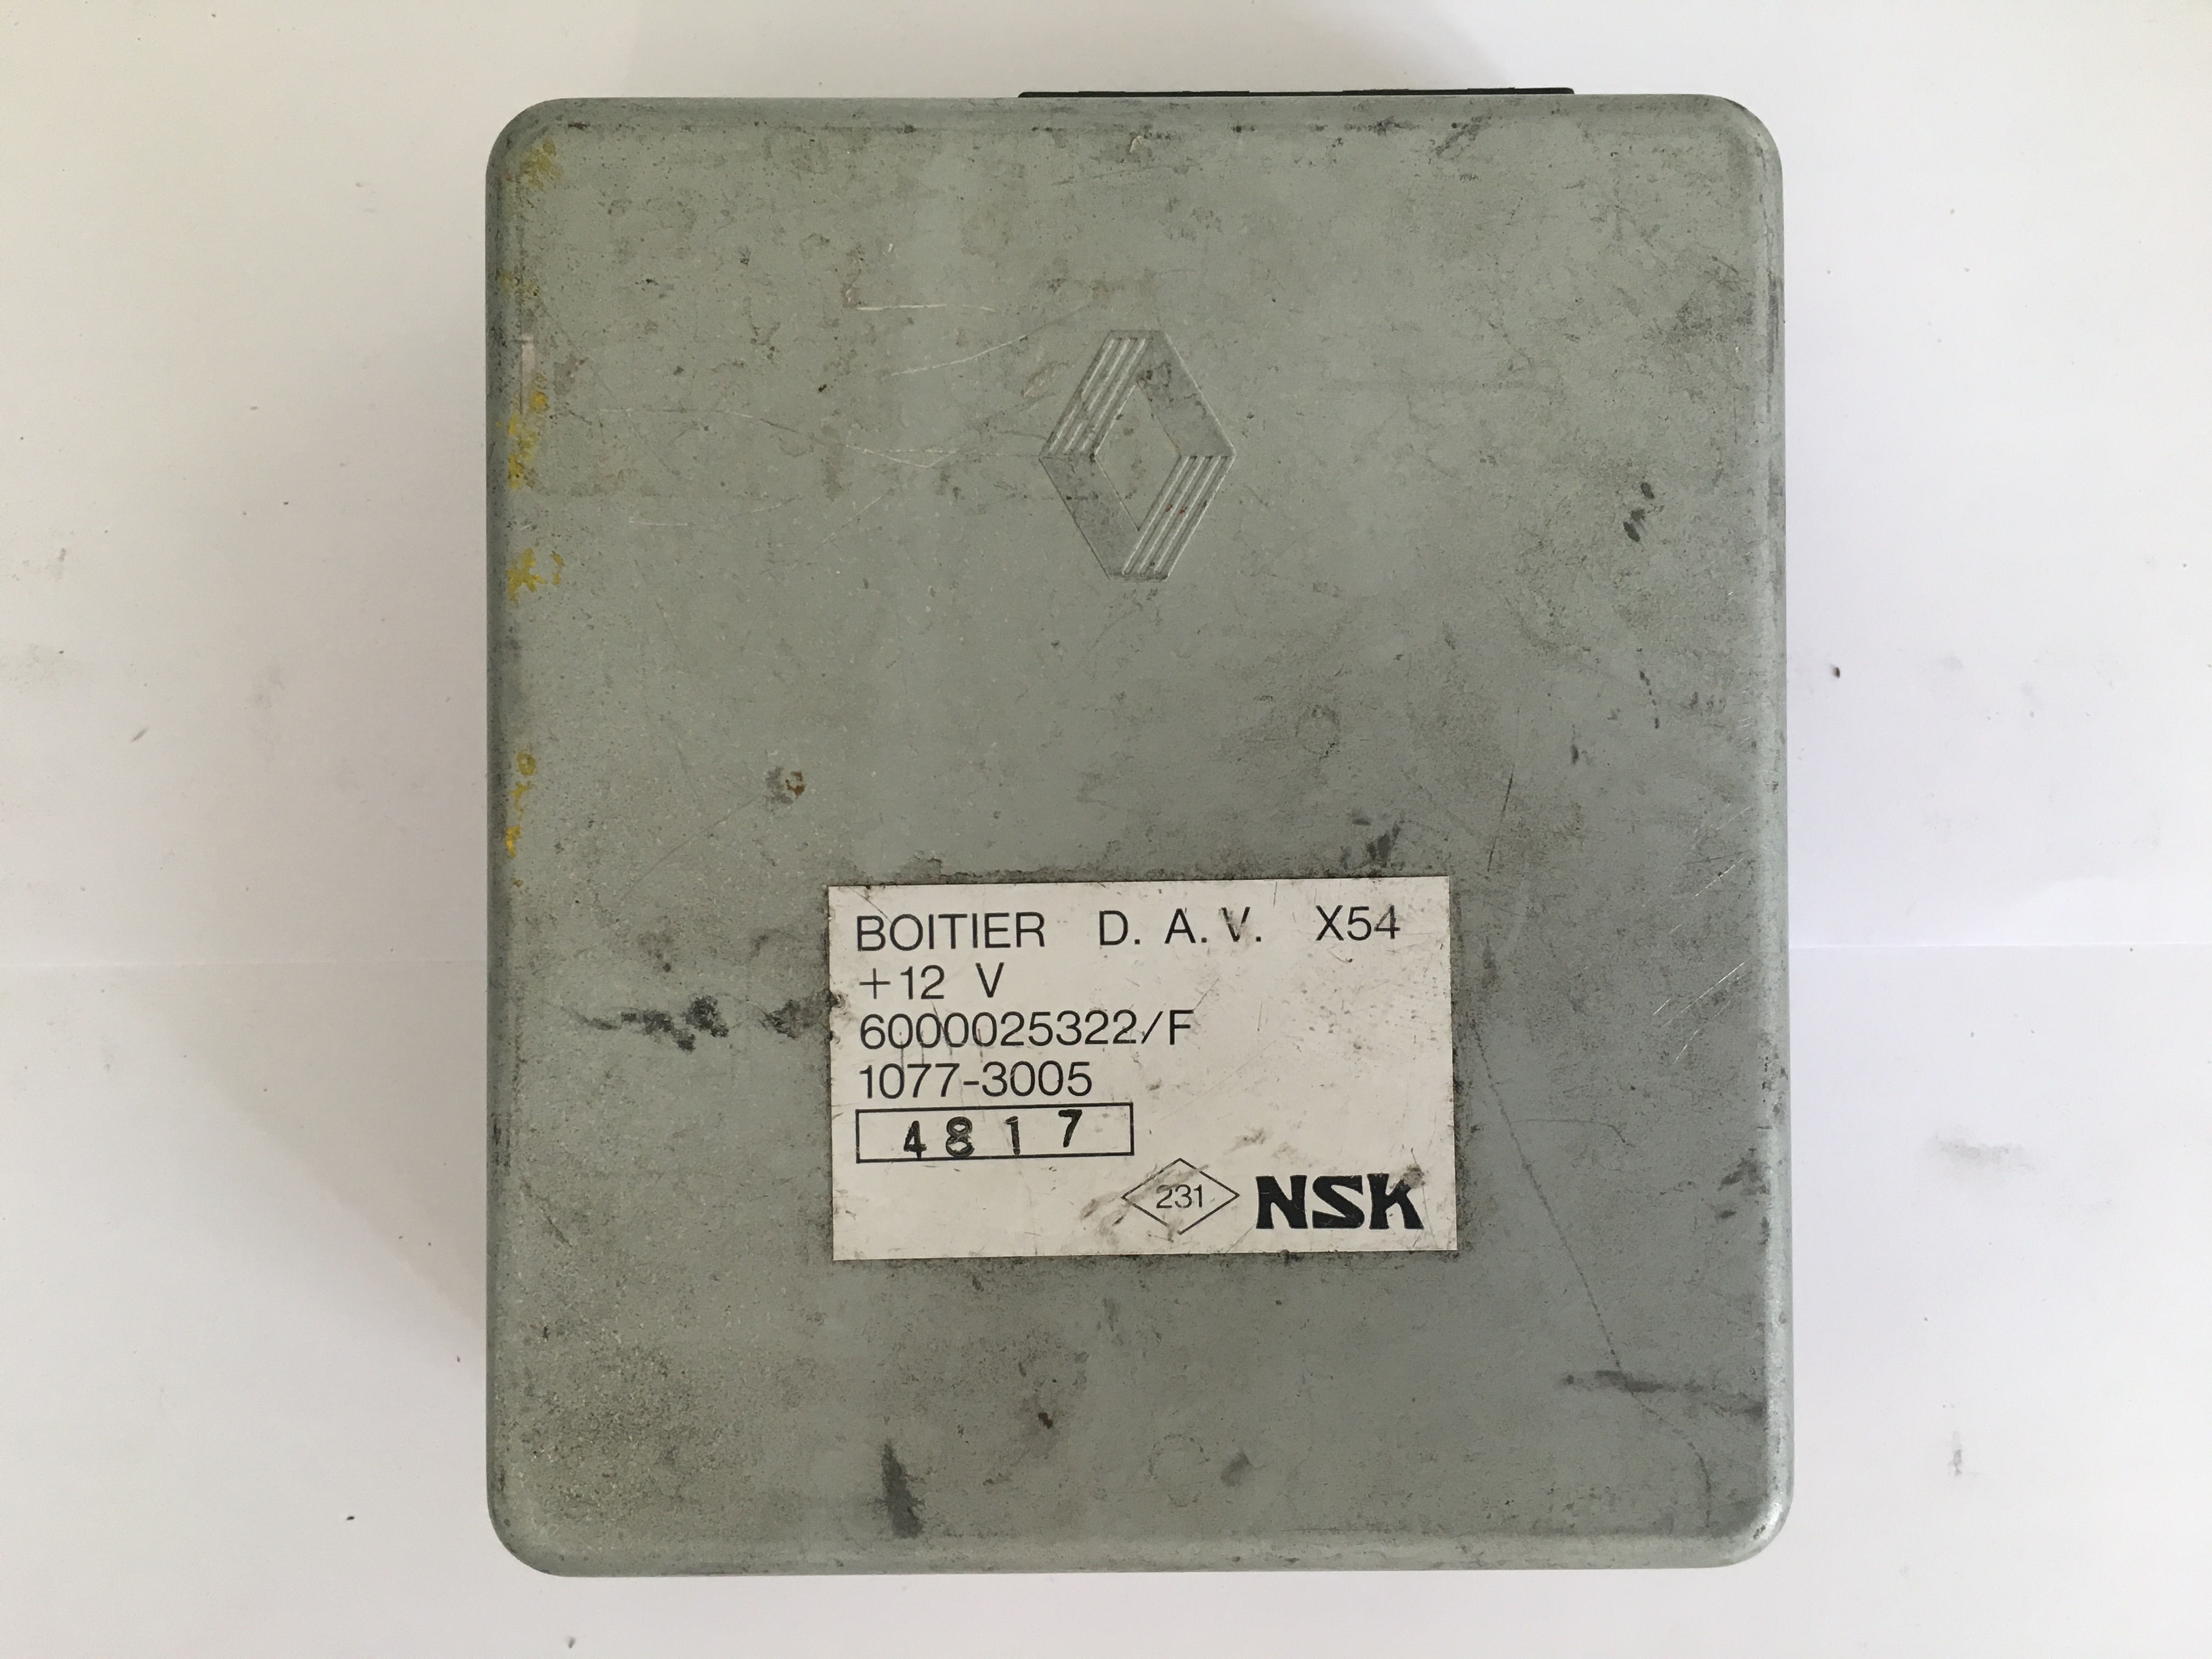 BOITIER D. A. V. X54
+12 V
6000025322/F
1077-3005
4817
231 NSK